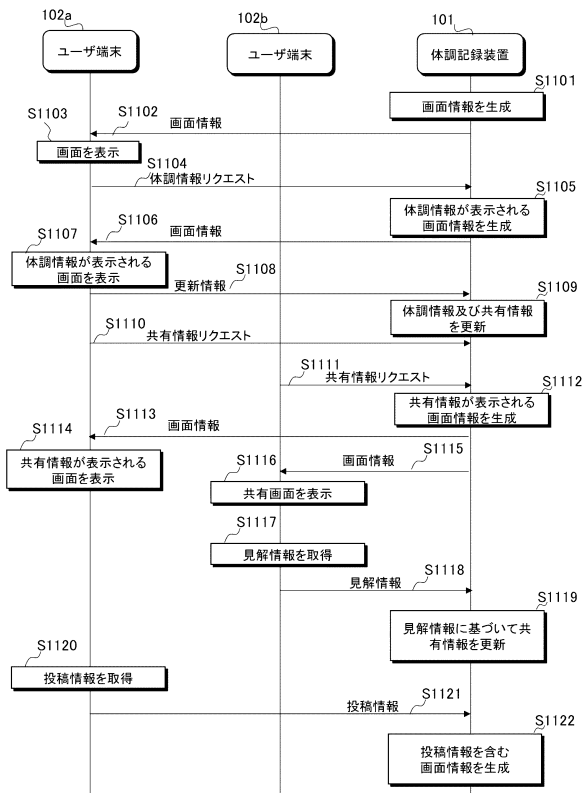 102a
102b
101
ユーザ端末
ユーザ端末
体調記録装置
S1101
画面情報を生成
S1102
画面情報
S1103
画面を表示
S1104
体調情報リクエスト
S1105
体調情報が表示される
画面情報を生成
S1106
画面情報
S1107
体調情報が表示される
画面を表示
S1108
更新情報
S1109
体調情報及び共有情報
を更新
S1110
共有情報リクエスト
S1111
共有情報リクエスト
S1112
共有情報が表示される
画面情報を生成
S1113
画面情報
S1114
共有情報が表示される
画面を表示
S1115
画面情報
S1116
共有画面を表示
S1117
見解情報を取得
S1118
見解情報
S1119
見解情報に基づいて共
有情報を更新
S1120
投稿情報を取得
S1121
投稿情報
S1122
投稿情報を含む
画面情報を生成